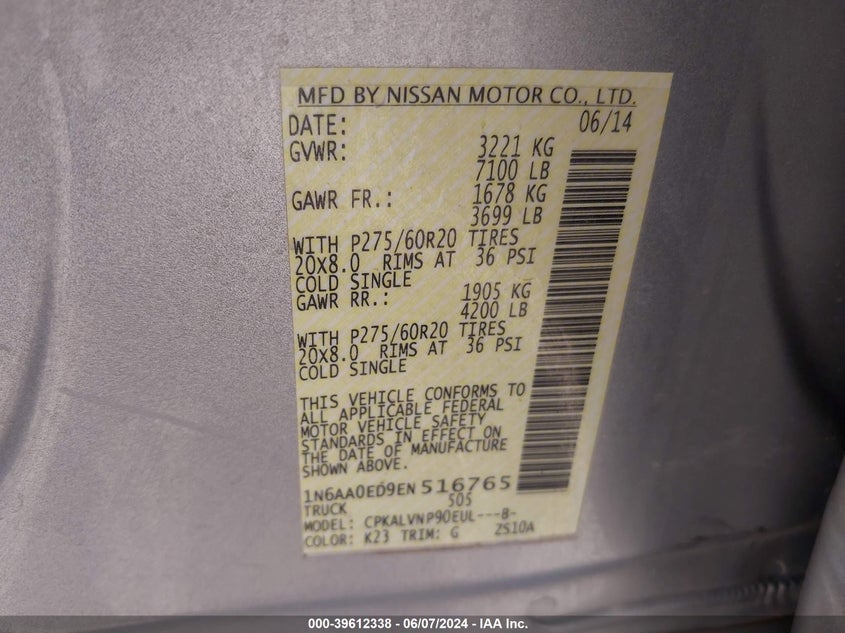 MFD BY NISSAN MOTOR CO., LTD.
DATE: 06/14
GVWR: 3221 KG
7100 LB
GAWR FR.: 1678 KG
3699 LB
WITH P275/60R20 TIRES
20X8.0 RIMS AT 36 PSI
COLD SINGLE
GAWR RR.: 1905 KG
4200 LB
WITH P275/60R20 TIRES
20X8.0 RIMS AT 36 PSI
COLD SINGLE
THIS VEHICLE CONFORMS TO
ALL APPLICABLE FEDERAL
MOTOR VEHICLE SAFETY
STANDARDS IN EFFECT ON
THE DATE OF MANUFACTURE
SHOWN ABOVE.
1N6AA0ED9EN516765
TRUCK 505
MODEL: CPKALVNP90EUL---8-
COLOR: K23 TRIM: G ZS10A
000-39612338 - 06/07/2024 - IAA Inc.